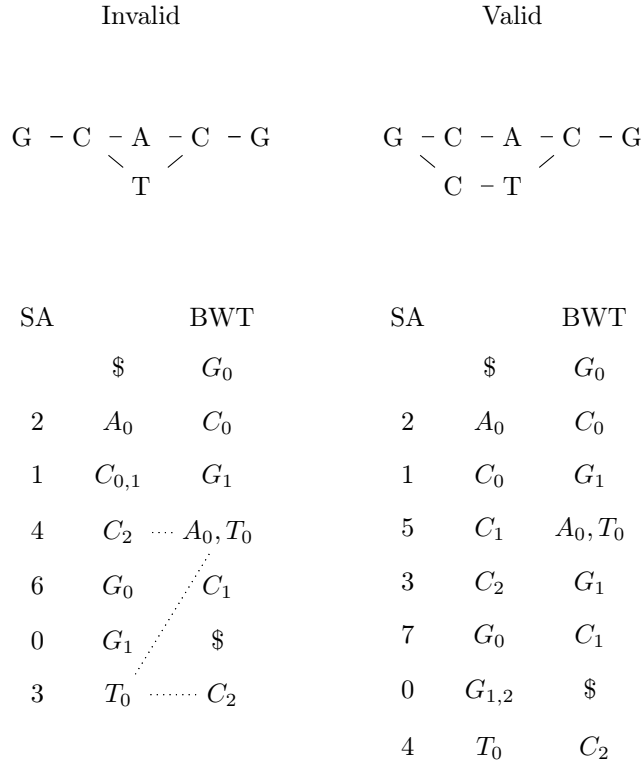 Invalid Valid
G – C – A – C – G G – C – A – C – G
T C – T
SA BWT SA BWT
$ G₀ $ G₀
2 A₀ C₀ 2 A₀ C₀
1 C₀,₁ G₁ 1 C₀ G₁
4 C₂ A₀, T₀ 5 C₁ A₀, T₀
6 G₀ C₁ 3 C₂ G₁
0 G₁ $ 7 G₀ C₁
3 T₀ C₂ 0 G₁,₂ $
4 T₀ C₂